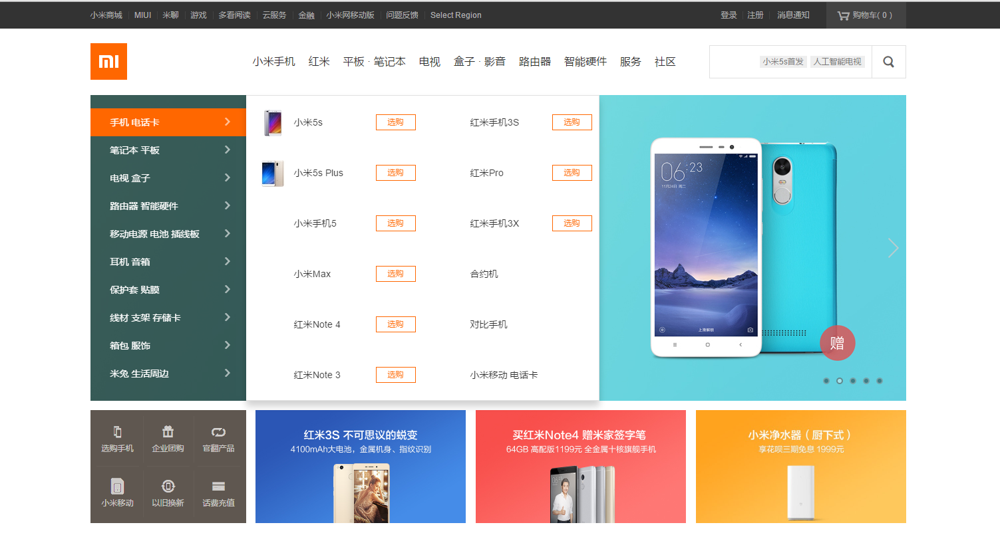 小米商城 MIUI 米聊 游戏 多看阅读 云服务 金融 小米网移动版 问题反馈 Select Region 登录 注册 消息通知 购物车( 0 )
mi 小米手机 红米 平板 · 笔记本 电视 盒子 · 影音 路由器 智能硬件 服务 社区 小米5s首发 人工智能电视
手机 电话卡
笔记本 平板
电视 盒子
路由器 智能硬件
移动电源 电池 插线板
耳机 音箱
保护套 贴膜
线材 支架 存储卡
箱包 服饰
米兔 生活周边
小米5s 选购 红米手机3S 选购
小米5s Plus 选购 红米Pro 选购
小米手机5 选购 红米手机3X 选购
小米Max 选购 合约机
红米Note 4 选购 对比手机
红米Note 3 选购 小米移动 电话卡
06:23
11月24日 周二
上滑解锁
赠
选购手机 企业团购 官翻产品
小米移动 以旧换新 话费充值
红米3S 不可思议的蜕变
4100mAh大电池，金属机身、指纹识别
买红米Note4 赠米家签字笔
64GB 高配版1199元 全金属十核旗舰手机
小米净水器（厨下式）
享花呗三期免息 1999元